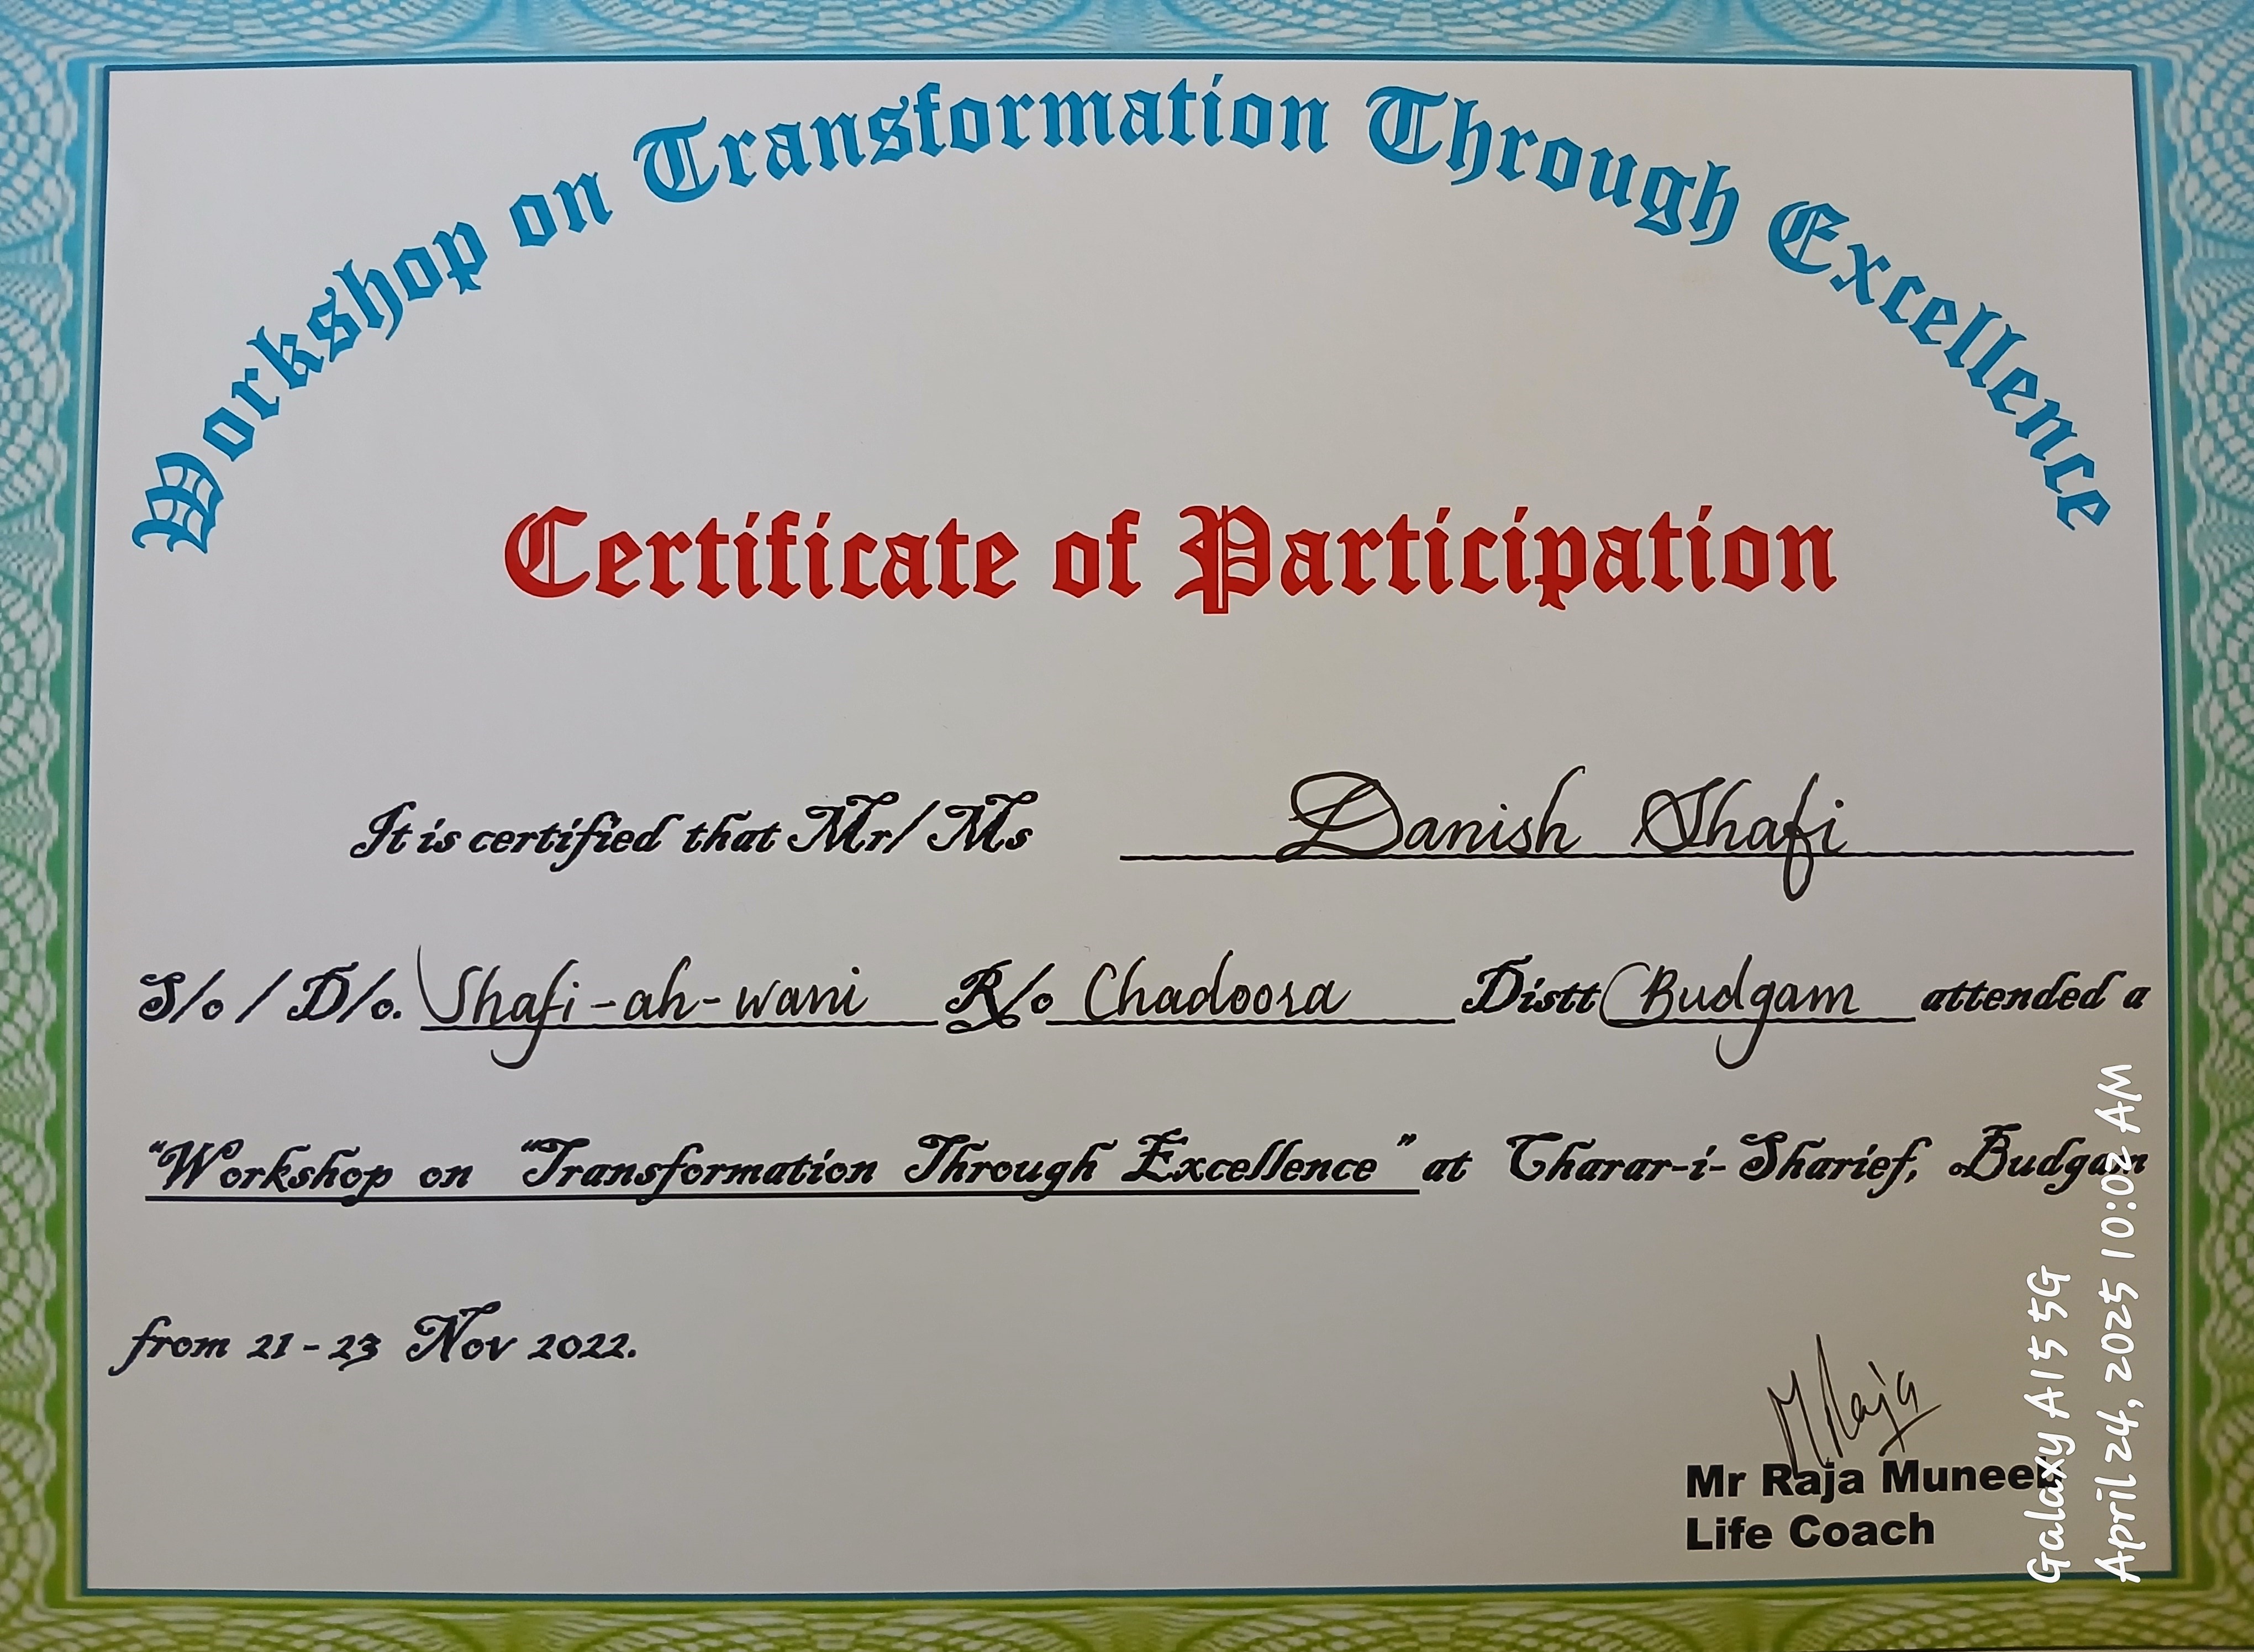 Workshop on Transformation Through Excellence
Certificate of Participation
It is certified that Mr/ Ms Danish Shafi
S/o / D/o. Shafi-ah-wani R/o Chadoora Distt Budgam attended a
"Workshop on "Transformation Through Excellence" at Charar-i-Sharief, Budgam
from 21-23 Nov 2022.
M Raja
Mr Raja Muneeb
Life Coach
Galaxy A15 5G
April 24, 2025 10:02 AM